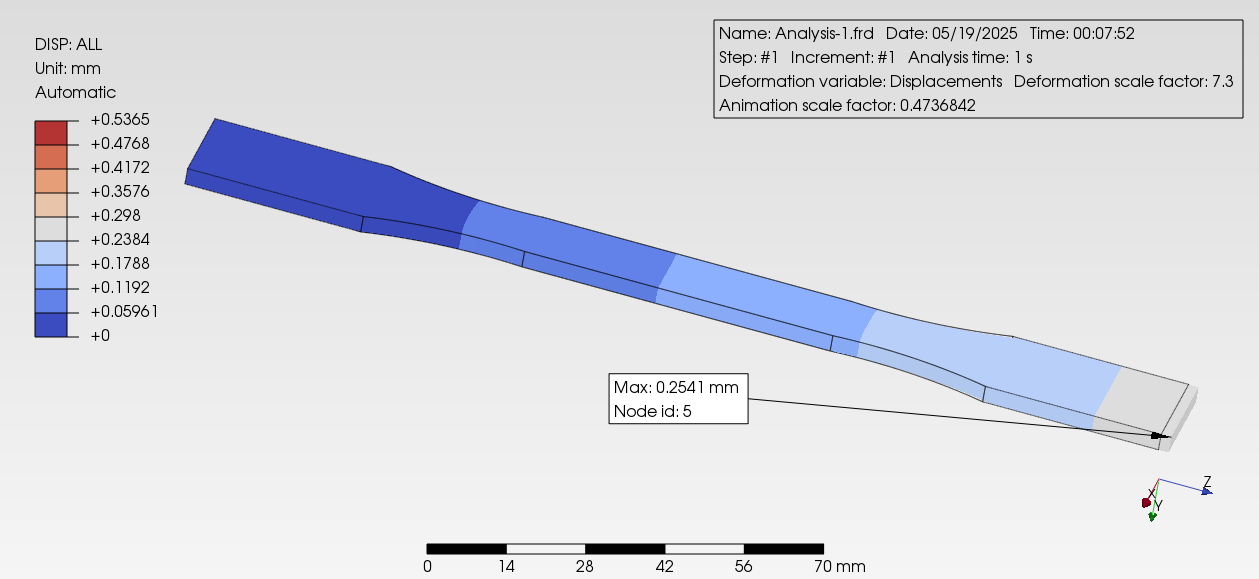 DISP: ALL
Unit: mm
Automatic
+0.5365
+0.4768
+0.4172
+0.3576
+0.298
+0.2384
+0.1788
+0.1192
+0.05961
+0
Name: Analysis-1.frd Date: 05/19/2025 Time: 00:07:52
Step: #1 Increment: #1 Analysis time: 1 s
Deformation variable: Displacements Deformation scale factor: 7.3
Animation scale factor: 0.4736842
Max: 0.2541 mm
Node id: 5
X Y Z
0 14 28 42 56 70 mm